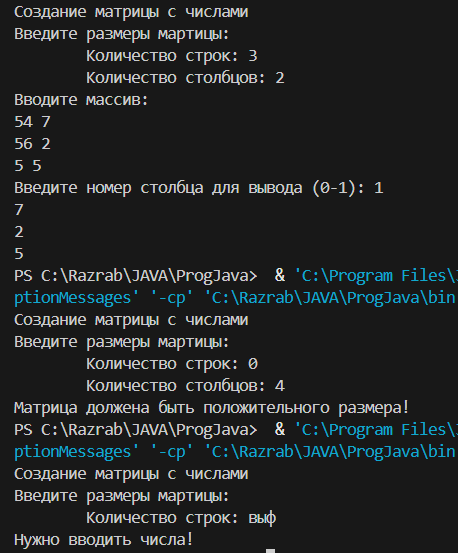 Создание матрицы с числами
Введите размеры мартицы:
Количество строк: 3
Количество столбцов: 2
Вводите массив:
54 7
56 2
5 5
Введите номер столбца для вывода (0-1): 1
7
2
5
PS C:\Razrab\JAVA\ProgJava>  & 'C:\Program Files\
ptionMessages' '-cp' 'C:\Razrab\JAVA\ProgJava\bin
Создание матрицы с числами
Введите размеры мартицы:
Количество строк: 0
Количество столбцов: 4
Матрица должена быть положительного размера!
PS C:\Razrab\JAVA\ProgJava>  & 'C:\Program Files\
ptionMessages' '-cp' 'C:\Razrab\JAVA\ProgJava\bin
Создание матрицы с числами
Введите размеры мартицы:
Количество строк: выф
Нужно вводить числа!